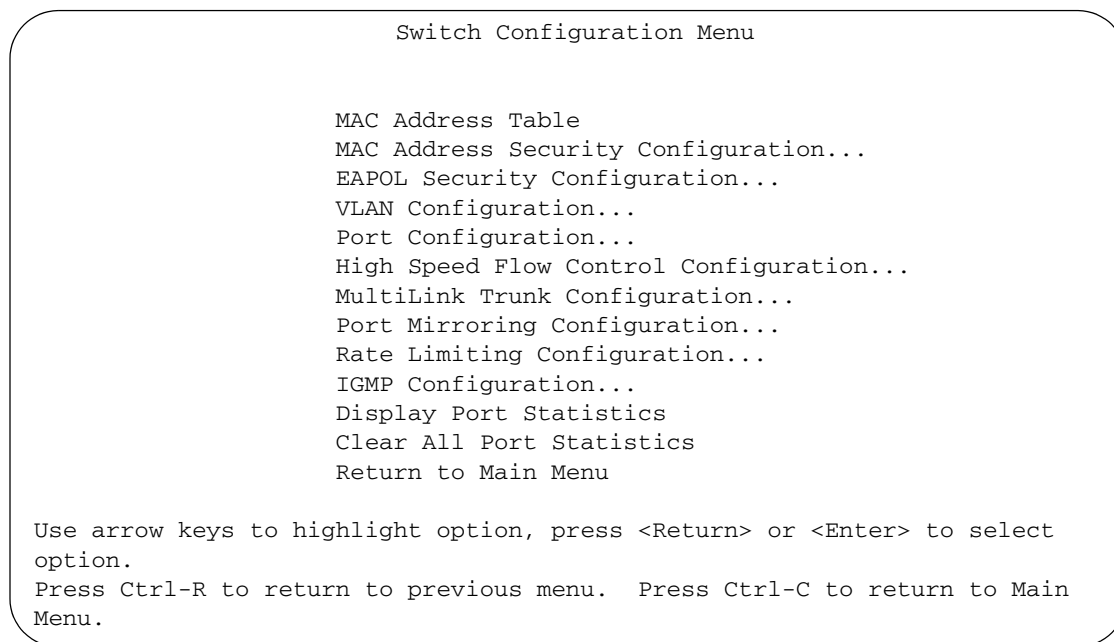 Switch Configuration Menu
MAC Address Table
MAC Address Security Configuration...
EAPOL Security Configuration...
VLAN Configuration...
Port Configuration...
High Speed Flow Control Configuration...
MultiLink Trunk Configuration...
Port Mirroring Configuration...
Rate Limiting Configuration...
IGMP Configuration...
Display Port Statistics
Clear All Port Statistics
Return to Main Menu
Use arrow keys to highlight option, press <Return> or <Enter> to select
option.
Press Ctrl-R to return to previous menu.  Press Ctrl-C to return to Main
Menu.